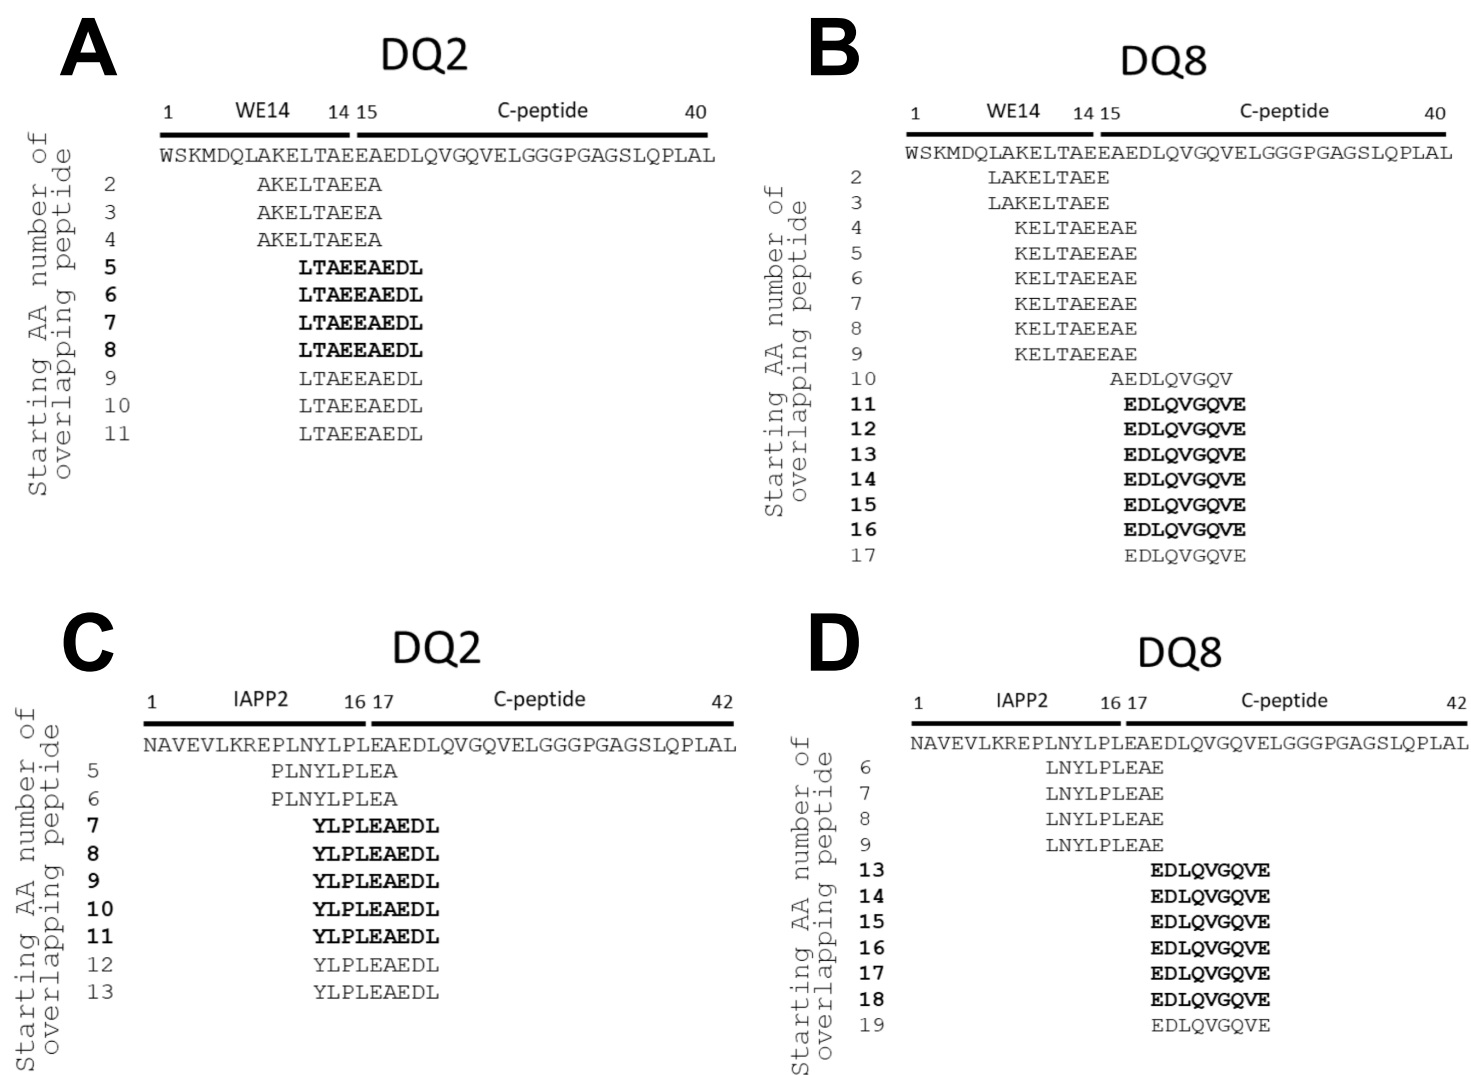 A
DQ2
1 WE14 14 15 C-peptide 40
WSKMDQLAKELTAEEAEDLQVGQVELGGGPGAGSLQPLAL
Starting AA number of
overlapping peptide
2 AKELTAEEA
3 AKELTAEEA
4 AKELTAEEA
5 LTAEEAEDL
6 LTAEEAEDL
7 LTAEEAEDL
8 LTAEEAEDL
9 LTAEEAEDL
10 LTAEEAEDL
11 LTAEEAEDL
B
DQ8
1 WE14 14 15 C-peptide 40
WSKMDQLAKELTAEEAEDLQVGQVELGGGPGAGSLQPLAL
Starting AA number of
overlapping peptide
2 LAKELTAEE
3 LAKELTAEE
4 KELTAEEAE
5 KELTAEEAE
6 KELTAEEAE
7 KELTAEEAE
8 KELTAEEAE
9 KELTAEEAE
10 AEDLQVGQV
11 EDLQVGQVE
12 EDLQVGQVE
13 EDLQVGQVE
14 EDLQVGQVE
15 EDLQVGQVE
16 EDLQVGQVE
17 EDLQVGQVE
C
DQ2
1 IAPP2 16 17 C-peptide 42
NAVEVLKREPLNYLPLEAEDLQVGQVELGGGPGAGSLQPLAL
Starting AA number of
overlapping peptide
5 PLNYLPLEA
6 PLNYLPLEA
7 YLPLEAEDL
8 YLPLEAEDL
9 YLPLEAEDL
10 YLPLEAEDL
11 YLPLEAEDL
12 YLPLEAEDL
13 YLPLEAEDL
D
DQ8
1 IAPP2 16 17 C-peptide 42
NAVEVLKREPLNYLPLEAEDLQVGQVELGGGPGAGSLQPLAL
Starting AA number of
overlapping peptide
6 LNYLPLEAE
7 LNYLPLEAE
8 LNYLPLEAE
9 LNYLPLEAE
13 EDLQVGQVE
14 EDLQVGQVE
15 EDLQVGQVE
16 EDLQVGQVE
17 EDLQVGQVE
18 EDLQVGQVE
19 EDLQVGQVE